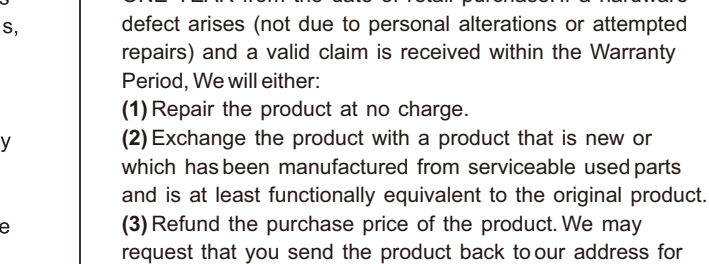 s,
y
e
ONE YEAR from the date of retail purchase. If a hardware
defect arises (not due to personal alterations or attempted
repairs) and a valid claim is received within the Warranty
Period, We will either:
(1) Repair the product at no charge.
(2) Exchange the product with a product that is new or
which has been manufactured from serviceable used parts
and is at least functionally equivalent to the original product.
(3) Refund the purchase price of the product. We may
request that you send the product back to our address for